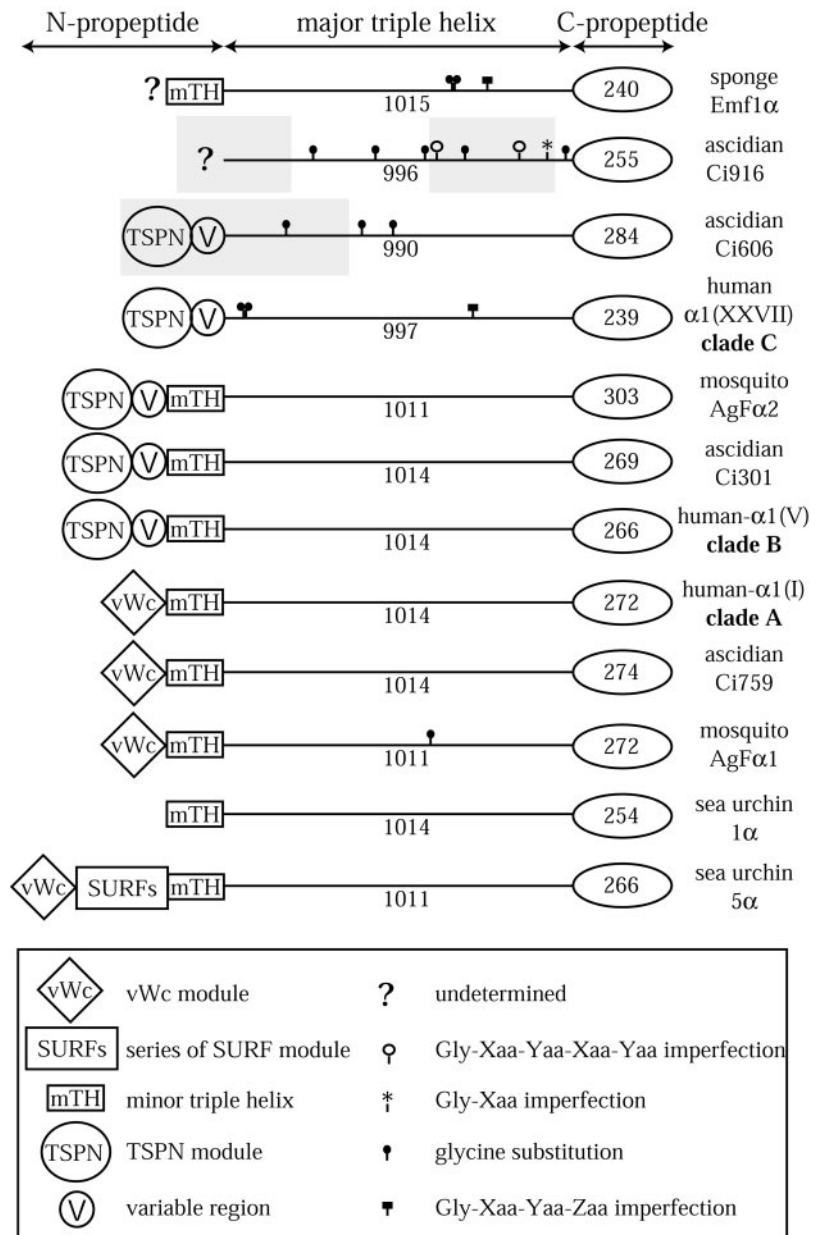 N-propeptide major triple helix C-propeptide
? mTH 1015 240 sponge Emf1α
? 996 * 255 ascidian Ci916
TSPN V 990 284 ascidian Ci606
TSPN V 997 239 human α1(XXVII) clade C
TSPN V mTH 1011 303 mosquito AgFα2
TSPN V mTH 1014 269 ascidian Ci301
TSPN V mTH 1014 266 human-α1(V) clade B
vWc mTH 1014 272 human-α1(I) clade A
vWc mTH 1014 274 ascidian Ci759
vWc mTH 1011 272 mosquito AgFα1
mTH 1014 254 sea urchin 1α
vWc SURFs mTH 1011 266 sea urchin 5α
vWc vWc module ? undetermined
SURFs series of SURF module Gly-Xaa-Yaa-Xaa-Yaa imperfection
mTH minor triple helix * Gly-Xaa imperfection
TSPN TSPN module glycine substitution
V variable region Gly-Xaa-Yaa-Zaa imperfection